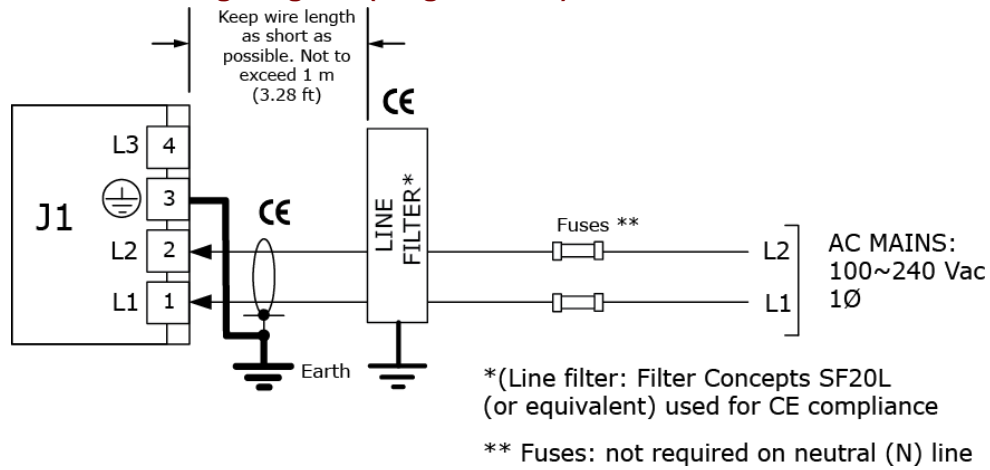 Keep wire length
as short as
possible. Not to
exceed 1 m
(3.28 ft)
CE
L3 4
3
J1
CE
L2 2
L1 1
LINE
FILTER*
Fuses **
L2
L1
AC MAINS:
100~240 Vac
1Ø
Earth
*(Line filter: Filter Concepts SF20L
(or equivalent) used for CE compliance
** Fuses: not required on neutral (N) line